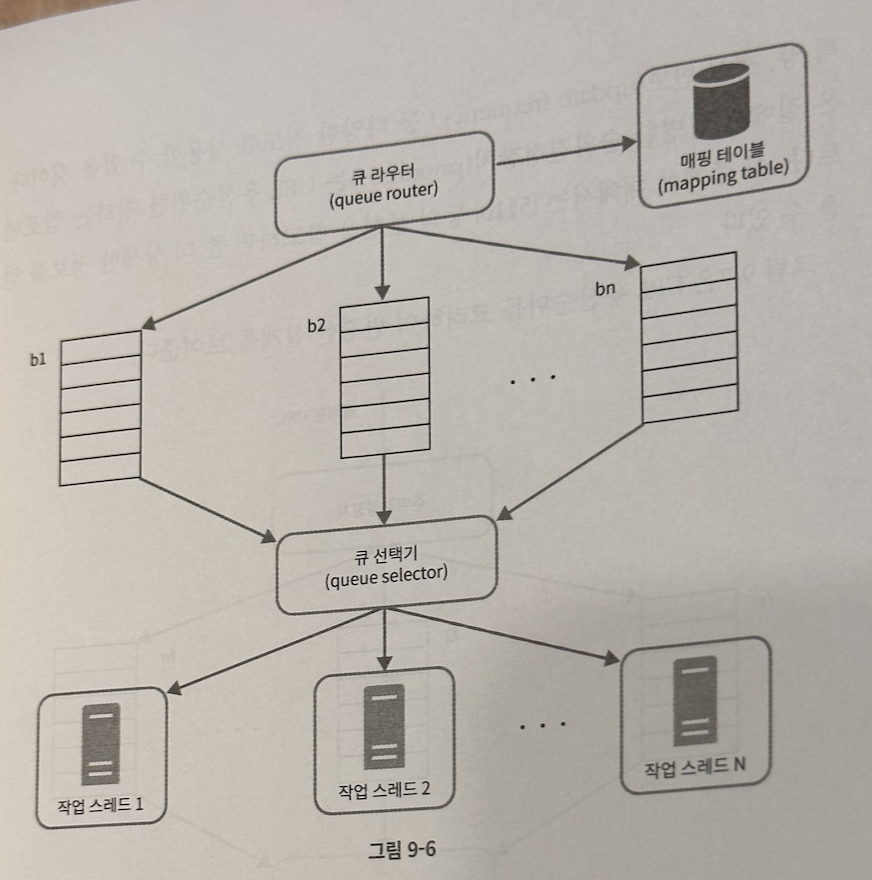 큐 라우터
(queue router)
매핑 테이블
(mapping table)
b1
b2
bn
. . .
큐 선택기
(queue selector)
작업 스레드 1
작업 스레드 2
. . .
작업 스레드 N
그림 9-6